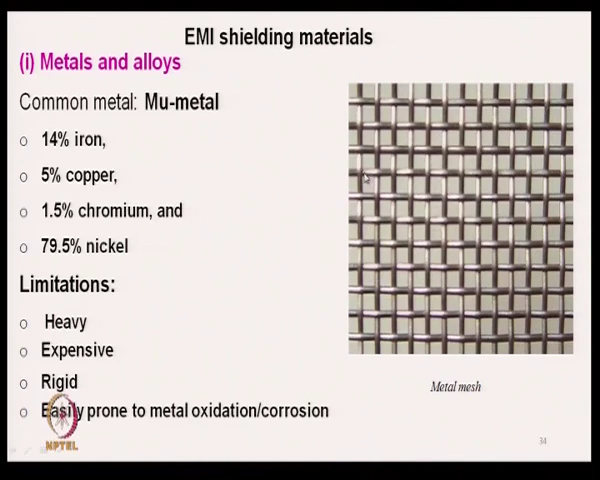 EMI shielding materials
(i) Metals and alloys
Common metal: Mu-metal
o 14% iron,
o 5% copper,
o 1.5% chromium, and
o 79.5% nickel
Limitations:
o Heavy
o Expensive
o Rigid
o Easily prone to metal oxidation/corrosion
Metal mesh
NPTEL
34